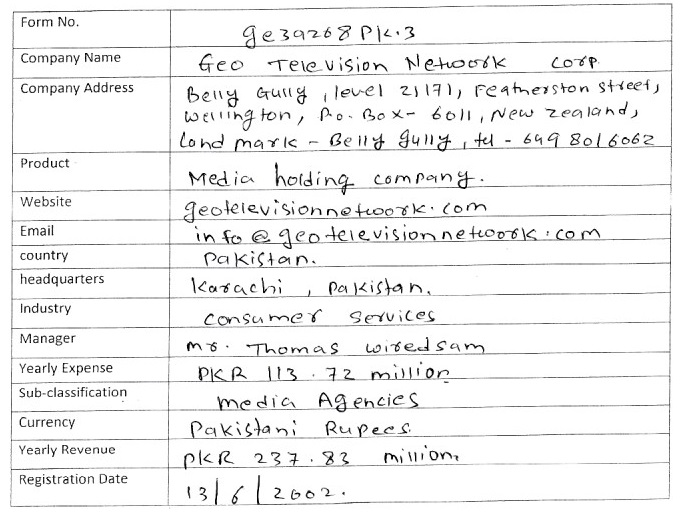 Form No. ge39268PK.3
Company Name Geo Television Network Corp
Company Address Belly Gully, level 21171, Featherston street,
wellington, Po. Box- 6011, New zealand,
Land mark - Belly gully, tel - 649 8016062
Product Media holding company.
Website geotelevisionnetwork.com
Email info@geotelevisionnetwork.com
country Pakistan.
headquarters Karachi, Pakistan.
Industry consumer services
Manager mr. Thomas wiredsam
Yearly Expense PKR 113.72 million
Sub-classification media Agencies
Currency Pakistani Rupees.
Yearly Revenue PKR 237.83 million.
Registration Date 13/6/2002.